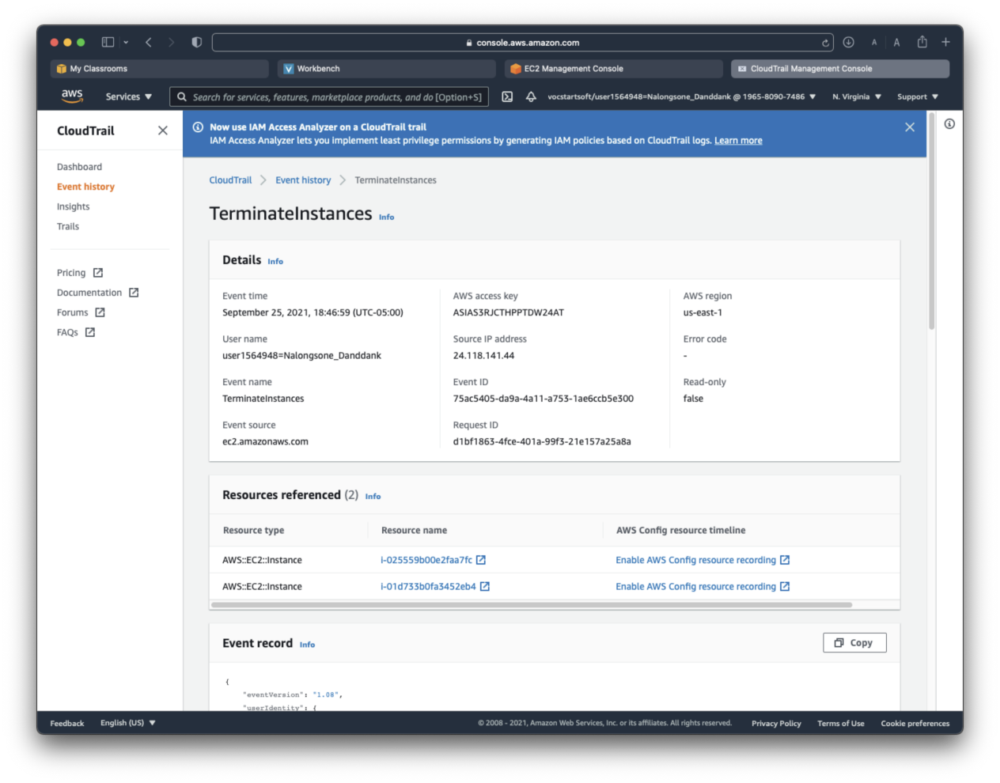 console.aws.amazon.com
A A
My Classrooms
Workbench
EC2 Management Console
CloudTrail Management Console
aws
Services ▼
Search for services, features, marketplace products, and do [Option+S]
vocstartsoft/user1564948=Nalongsone_Danddank @ 1965-8090-7486 ▼
N. Virginia ▼
Support ▼
CloudTrail
Dashboard
Event history
Insights
Trails
Pricing
Documentation
Forums
FAQs
Now use IAM Access Analyzer on a CloudTrail trail
IAM Access Analyzer lets you implement least privilege permissions by generating IAM policies based on CloudTrail logs. Learn more
CloudTrail > Event history > TerminateInstances
TerminateInstances Info
Details Info
Event time
September 25, 2021, 18:46:59 (UTC-05:00)
User name
user1564948=Nalongsone_Danddank
Event name
TerminateInstances
Event source
ec2.amazonaws.com
AWS access key
ASIAS3RJCTHPPTDW24AT
Source IP address
24.118.141.44
Event ID
75ac5405-da9a-4a11-a753-1ae6ccb5e300
Request ID
d1bf1863-4fce-401a-99f3-21e157a25a8a
AWS region
us-east-1
Error code
-
Read-only
false
Resources referenced (2) Info
Resource type Resource name AWS Config resource timeline
AWS::EC2::Instance i-025559b00e2faa7fc Enable AWS Config resource recording
AWS::EC2::Instance i-01d733b0fa3452eb4 Enable AWS Config resource recording
Event record Info
Copy
{
"eventVersion": "1.08",
"userIdentity": {
Feedback English (US) ▼
© 2008 - 2021, Amazon Web Services, Inc. or its affiliates. All rights reserved. Privacy Policy Terms of Use Cookie preferences